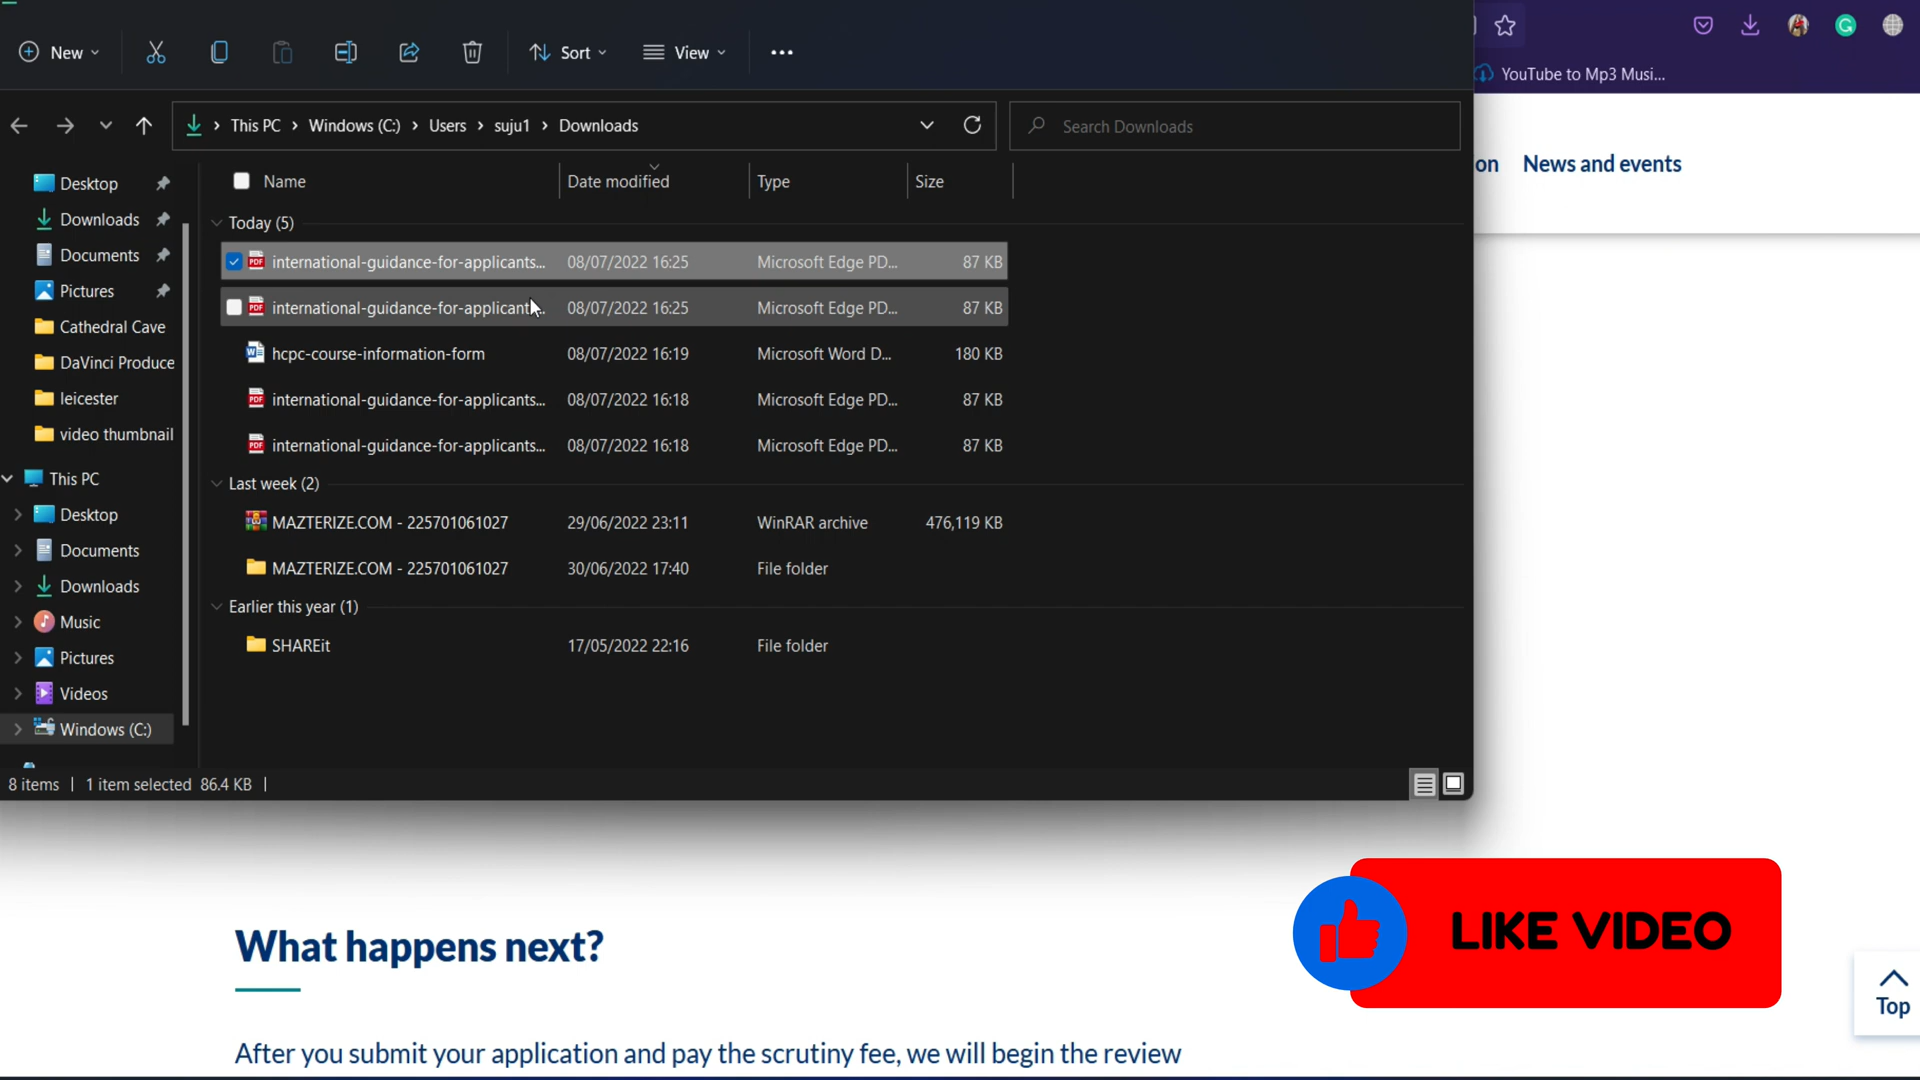 New
Sort
View
YouTube to Mp3 Musi...
This PC
Windows (C:)
Users
suju1
Downloads
Search Downloads
on
News and events
Desktop
Downloads
Documents
Pictures
Cathedral Cave
DaVinci Produce
leicester
video thumbnail
This PC
Desktop
Documents
Downloads
Music
Pictures
Videos
Windows (C:)
Name
Date modified
Type
Size
Today (5)
international-guidance-for-applicants... 08/07/2022 16:25 Microsoft Edge PD... 87 KB
international-guidance-for-applicant... 08/07/2022 16:25 Microsoft Edge PD... 87 KB
hcpc-course-information-form 08/07/2022 16:19 Microsoft Word D... 180 KB
international-guidance-for-applicants... 08/07/2022 16:18 Microsoft Edge PD... 87 KB
international-guidance-for-applicants... 08/07/2022 16:18 Microsoft Edge PD... 87 KB
Last week (2)
MAZTERIZE.COM - 225701061027 29/06/2022 23:11 WinRAR archive 476,119 KB
MAZTERIZE.COM - 225701061027 30/06/2022 17:40 File folder
Earlier this year (1)
SHAREit 17/05/2022 22:16 File folder
8 items
1 item selected 86.4 KB
What happens next?
LIKE VIDEO
Top
After you submit your application and pay the scrutiny fee, we will begin the review